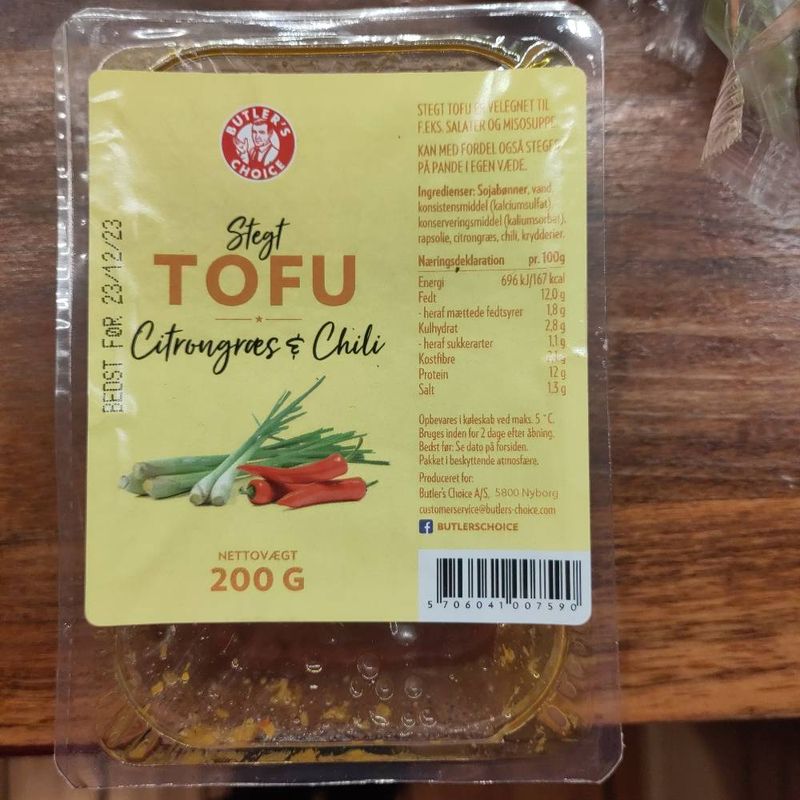 BUTLER'S
CHOICE
Stegt
TOFU
Citrongræs & Chili
NETTOVÆGT
200 G
BEDST FØR 23/12/23
STEGT TOFU VELEGNET TIL
F.EKS. SALATER OG MISOSUPPE
KAN MED FORDEL OGSÅ STEGES
PÅ PANDE I EGEN VÆDE.
Ingredienser: Sojabønner, vand,
konsistensmiddel (kalciumsulfat),
konserveringsmiddel (kaliumsorbat),
rapsolie, citrongræs, chili, krydderier.
Næringsdeklaration pr. 100g
Energi 696 kJ/167 kcal
Fedt 12,0 g
- heraf mættede fedtsyrer 1,8 g
Kulhydrat 2,8 g
- heraf sukkerarter 1,1 g
Kostfibre
Protein 12 g
Salt 1,3 g
Opbevares i køleskab ved maks. 5 °C.
Bruges inden for 2 dage efter åbning.
Bedst før: Se dato på forsiden.
Pakket i beskyttende atmosfære.
Produceret for:
Butler's Choice A/S, 5800 Nyborg
customerservice@butlers-choice.com
f BUTLERSCHOICE
5 706041 007590